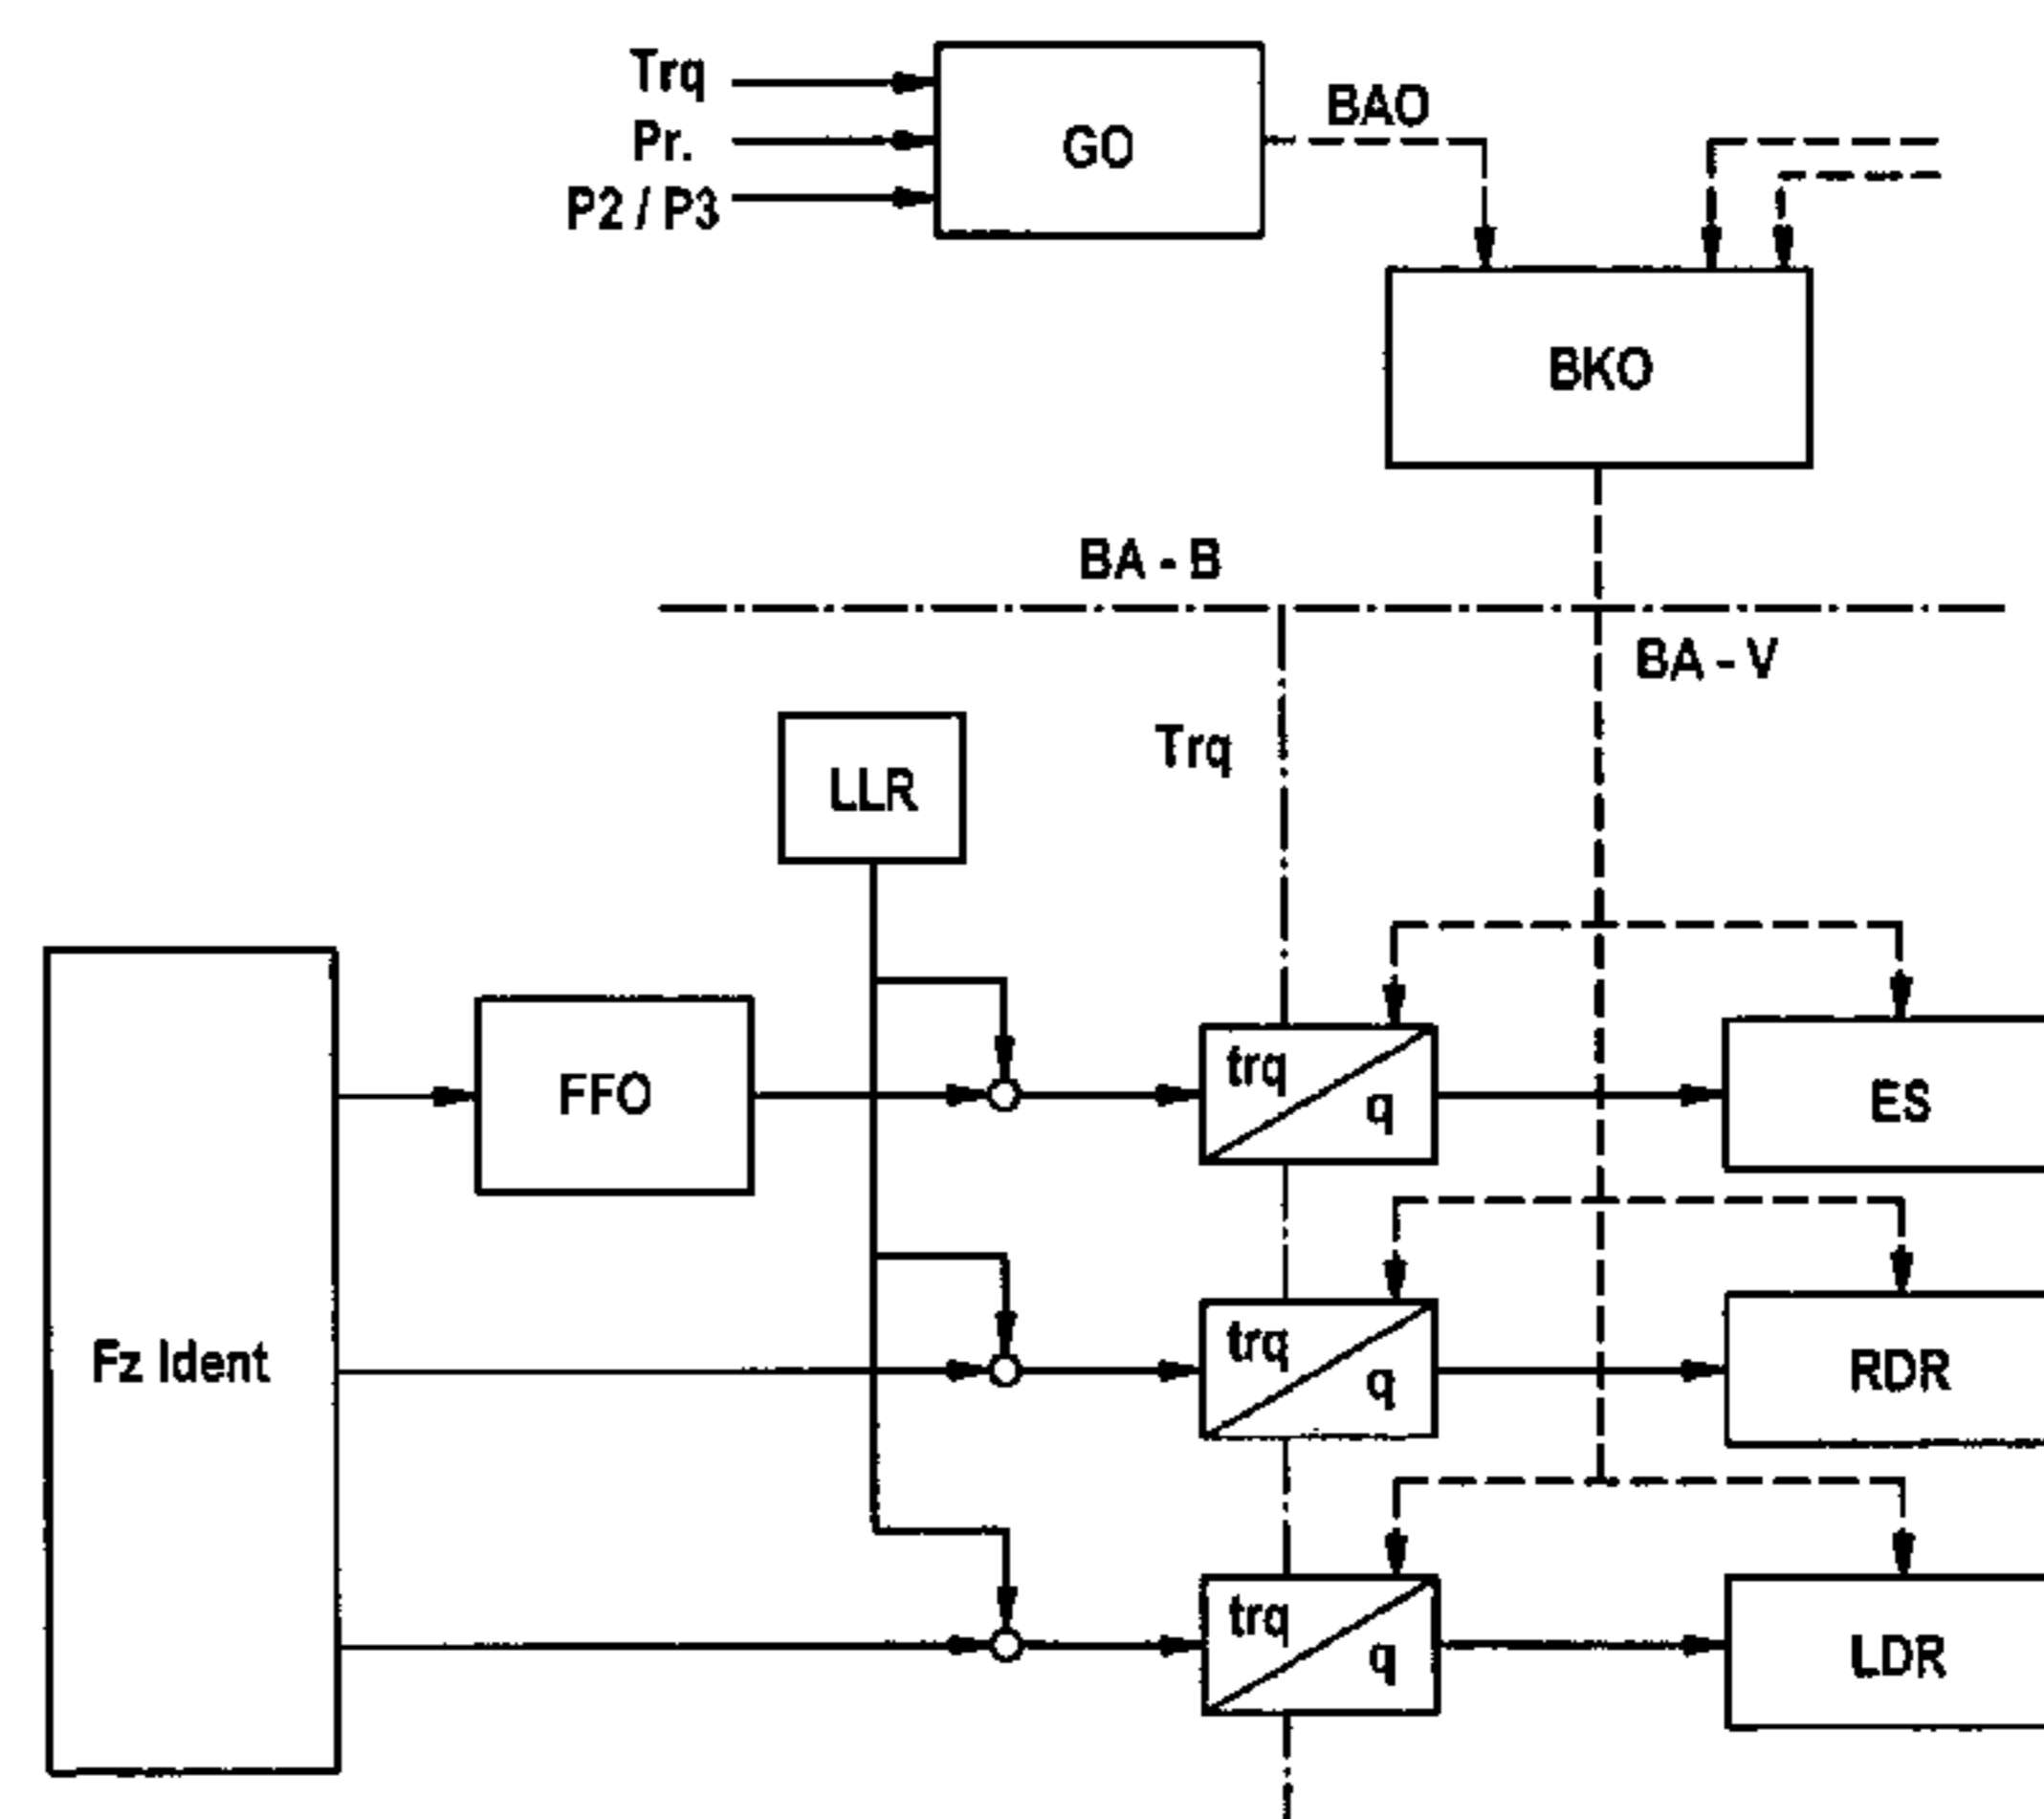 Trq
Pr.
P2 / P3
GO
BAO
BKO
BA - B
BA - V
Trq
LLR
Fz Ident
FFO
trq
q
ES
trq
q
RDR
trq
q
LDR